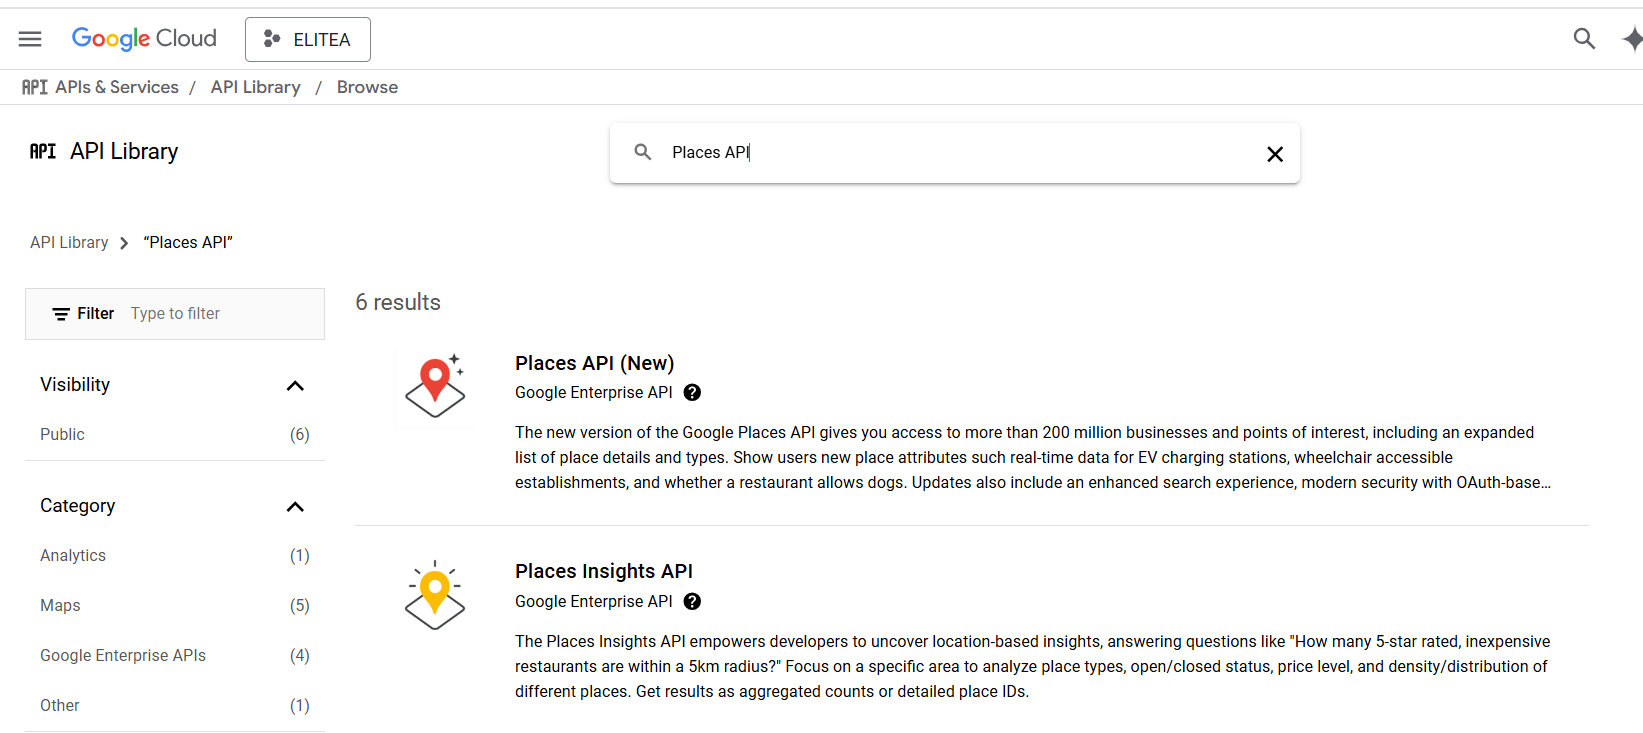 Google Cloud
ELITEA
API APIs & Services / API Library / Browse
API API Library
Places API
API Library > “Places API”
Filter Type to filter
6 results
Visibility
Public (6)
Category
Analytics (1)
Maps (5)
Google Enterprise APIs (4)
Other (1)
Places API (New)
Google Enterprise API ?
The new version of the Google Places API gives you access to more than 200 million businesses and points of interest, including an expanded
list of place details and types. Show users new place attributes such real-time data for EV charging stations, wheelchair accessible
establishments, and whether a restaurant allows dogs. Updates also include an enhanced search experience, modern security with OAuth-base…
Places Insights API
Google Enterprise API ?
The Places Insights API empowers developers to uncover location-based insights, answering questions like "How many 5-star rated, inexpensive
restaurants are within a 5km radius?" Focus on a specific area to analyze place types, open/closed status, price level, and density/distribution of
different places. Get results as aggregated counts or detailed place IDs.